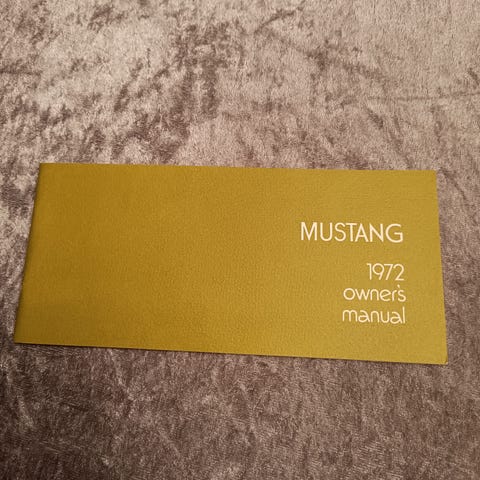 MUSTANG
1972
owner's
manual